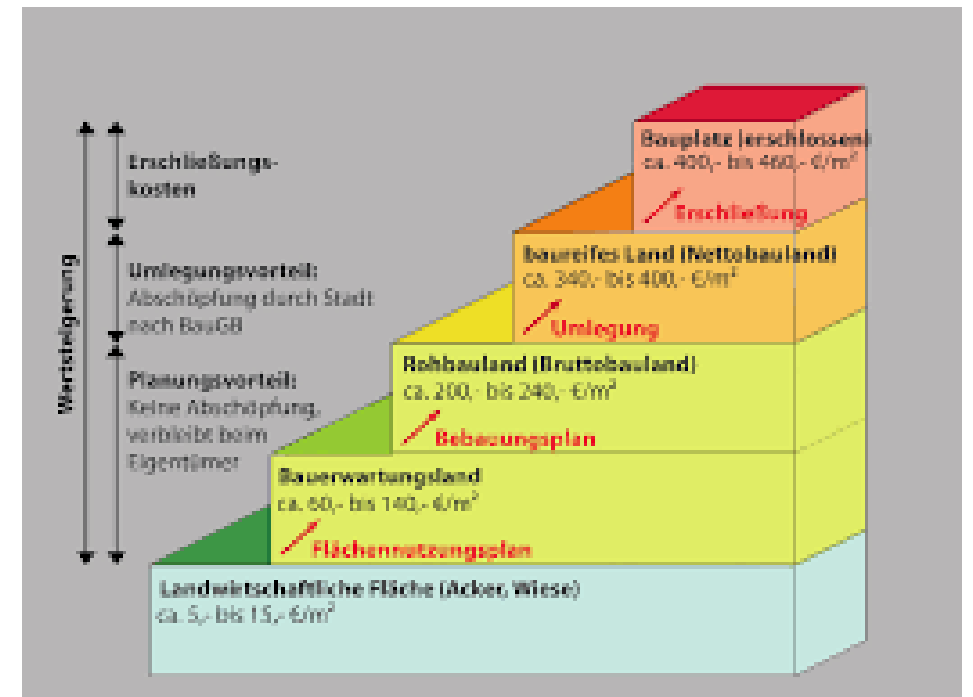 Wertsteigerung
Erschließungs-
kosten
Umlegungsvorteil:
Abschöpfung durch Stadt
nach BauGB
Planungsvorteil:
Keine Abschöpfung,
verbleibt beim
Eigentümer
Bauplatz (erschlossen)
ca. 400,- bis 460,- €/m²
Erschließung
baureifes Land (Nettobauland)
ca. 340,- bis 400,- €/m²
Umlegung
Rohbauland (Bruttobauland)
ca. 200,- bis 240,- €/m²
Bebauungsplan
Bauerwartungsland
ca. 60,- bis 140,- €/m²
Flächennutzungsplan
Landwirtschaftliche Fläche (Acker, Wiese)
ca. 5,- bis 15,- €/m²